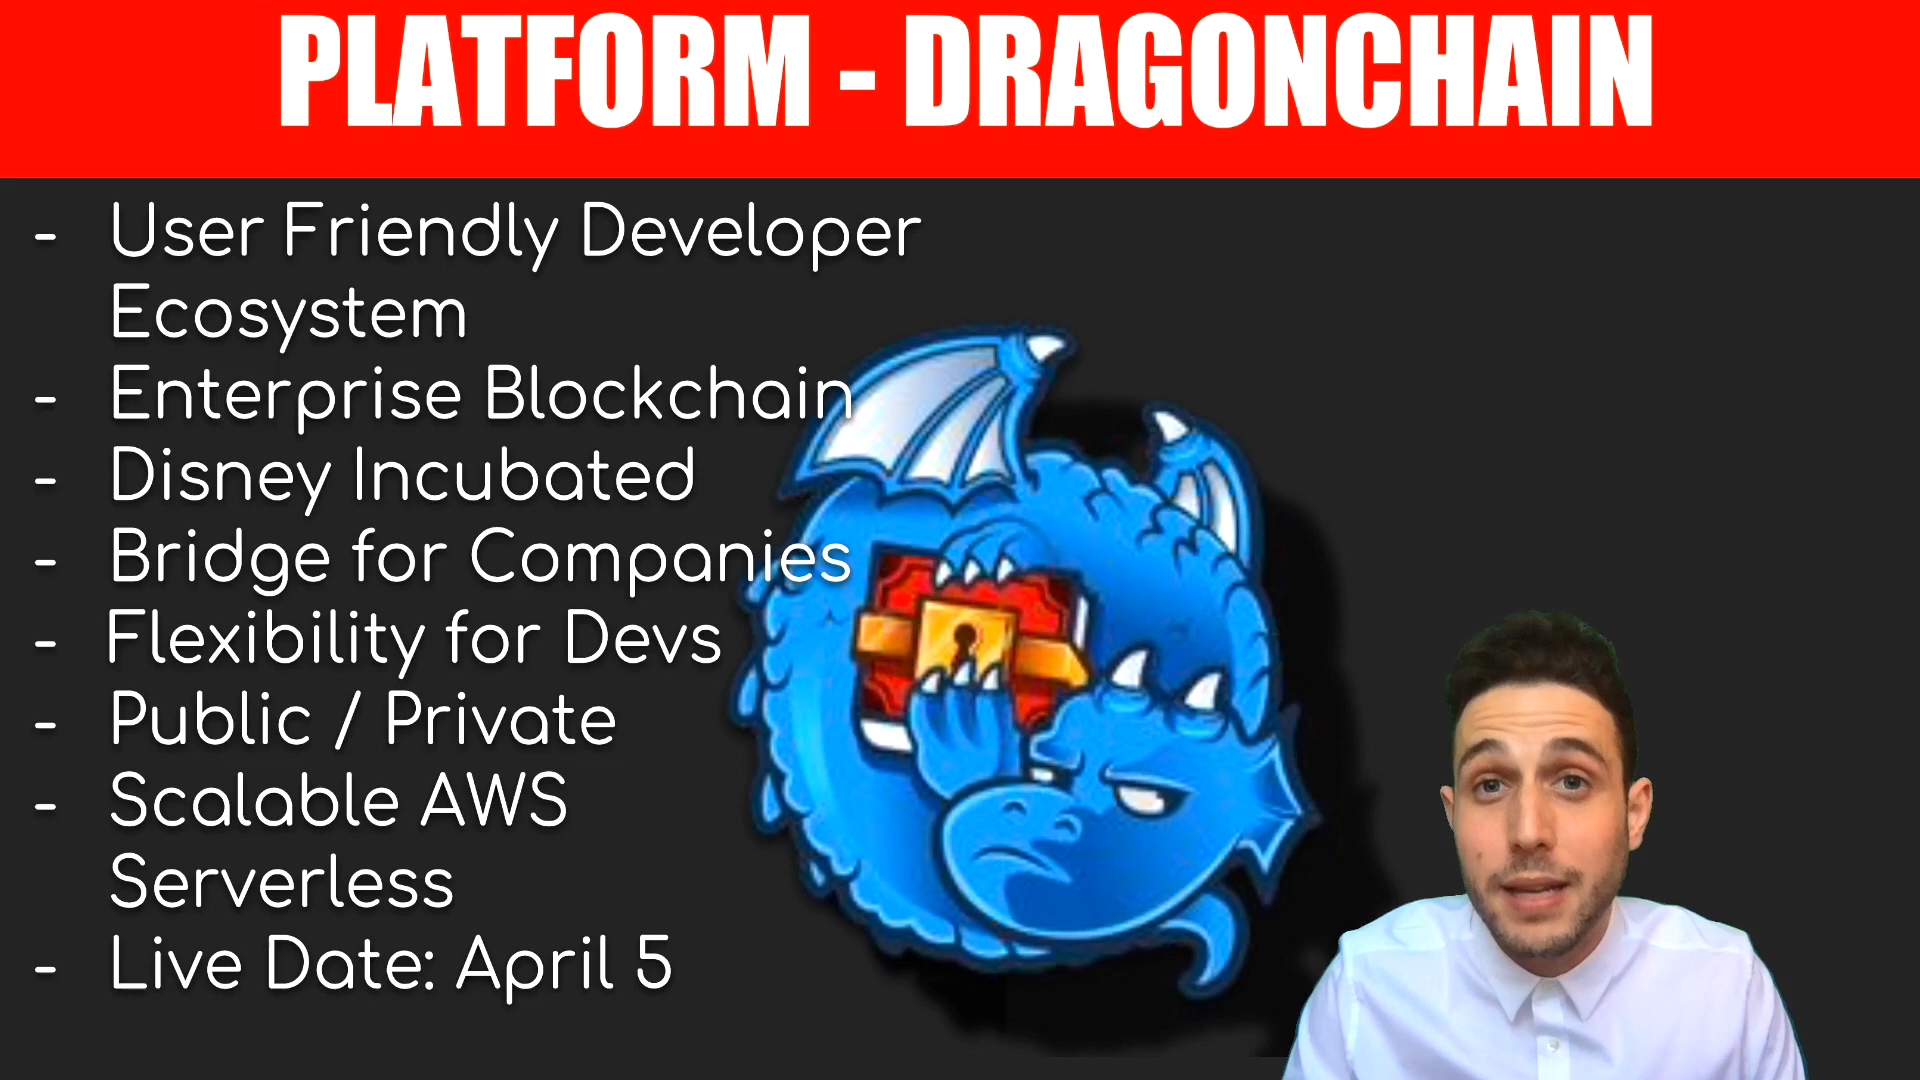 PLATFORM - DRAGONCHAIN
- User Friendly Developer
Ecosystem
- Enterprise Blockchain
- Disney Incubated
- Bridge for Companies
- Flexibility for Devs
- Public / Private
- Scalable AWS
Serverless
- Live Date: April 5